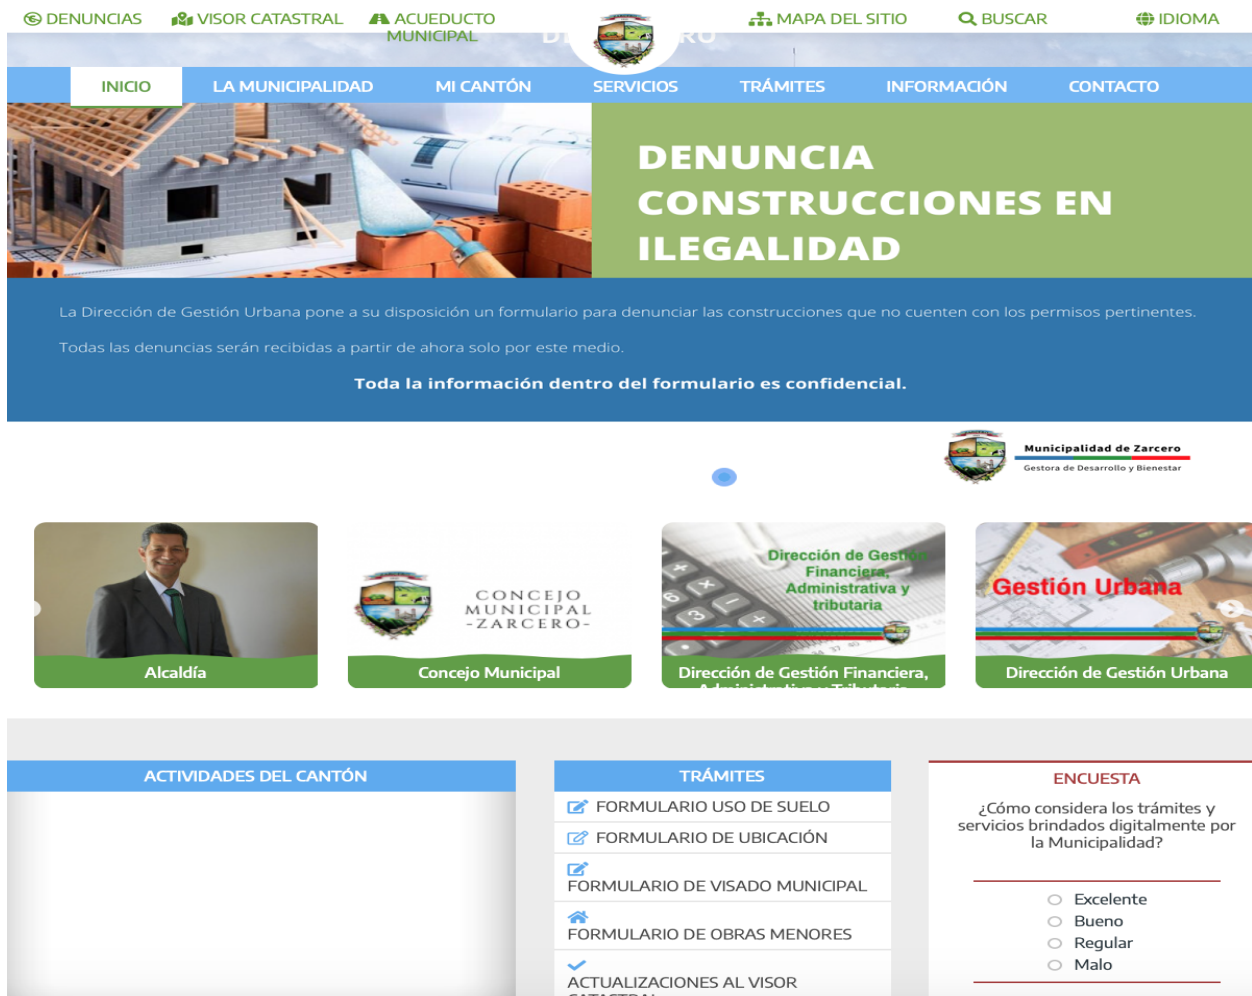 DENUNCIAS
VISOR CATASTRAL
ACUEDUCTO
MUNICIPAL
MAPA DEL SITIO
BUSCAR
IDIOMA
INICIO
LA MUNICIPALIDAD
MI CANTÓN
SERVICIOS
TRÁMITES
INFORMACIÓN
CONTACTO
DENUNCIA
CONSTRUCCIONES EN
ILEGALIDAD
La Dirección de Gestión Urbana pone a su disposición un formulario para denunciar las construcciones que no cuenten con los permisos pertinentes.
Todas las denuncias serán recibidas a partir de ahora solo por este medio.
Toda la información dentro del formulario es confidencial.
Municipalidad de Zarcero
Gestora de Desarrollo y Bienestar
Alcaldía
CONCEJO
MUNICIPAL
-ZARCERO-
Concejo Municipal
Dirección de Gestión
Financiera,
Administrativa y
tributaria
Dirección de Gestión Financiera,
Administrativa y Tributaria
Gestión Urbana
Dirección de Gestión Urbana
ACTIVIDADES DEL CANTÓN
TRÁMITES
FORMULARIO USO DE SUELO
FORMULARIO DE UBICACIÓN
FORMULARIO DE VISADO MUNICIPAL
FORMULARIO DE OBRAS MENORES
ACTUALIZACIONES AL VISOR
CATASTRAL
ENCUESTA
¿Cómo considera los trámites y
servicios brindados digitalmente por
la Municipalidad?
Excelente
Bueno
Regular
Malo